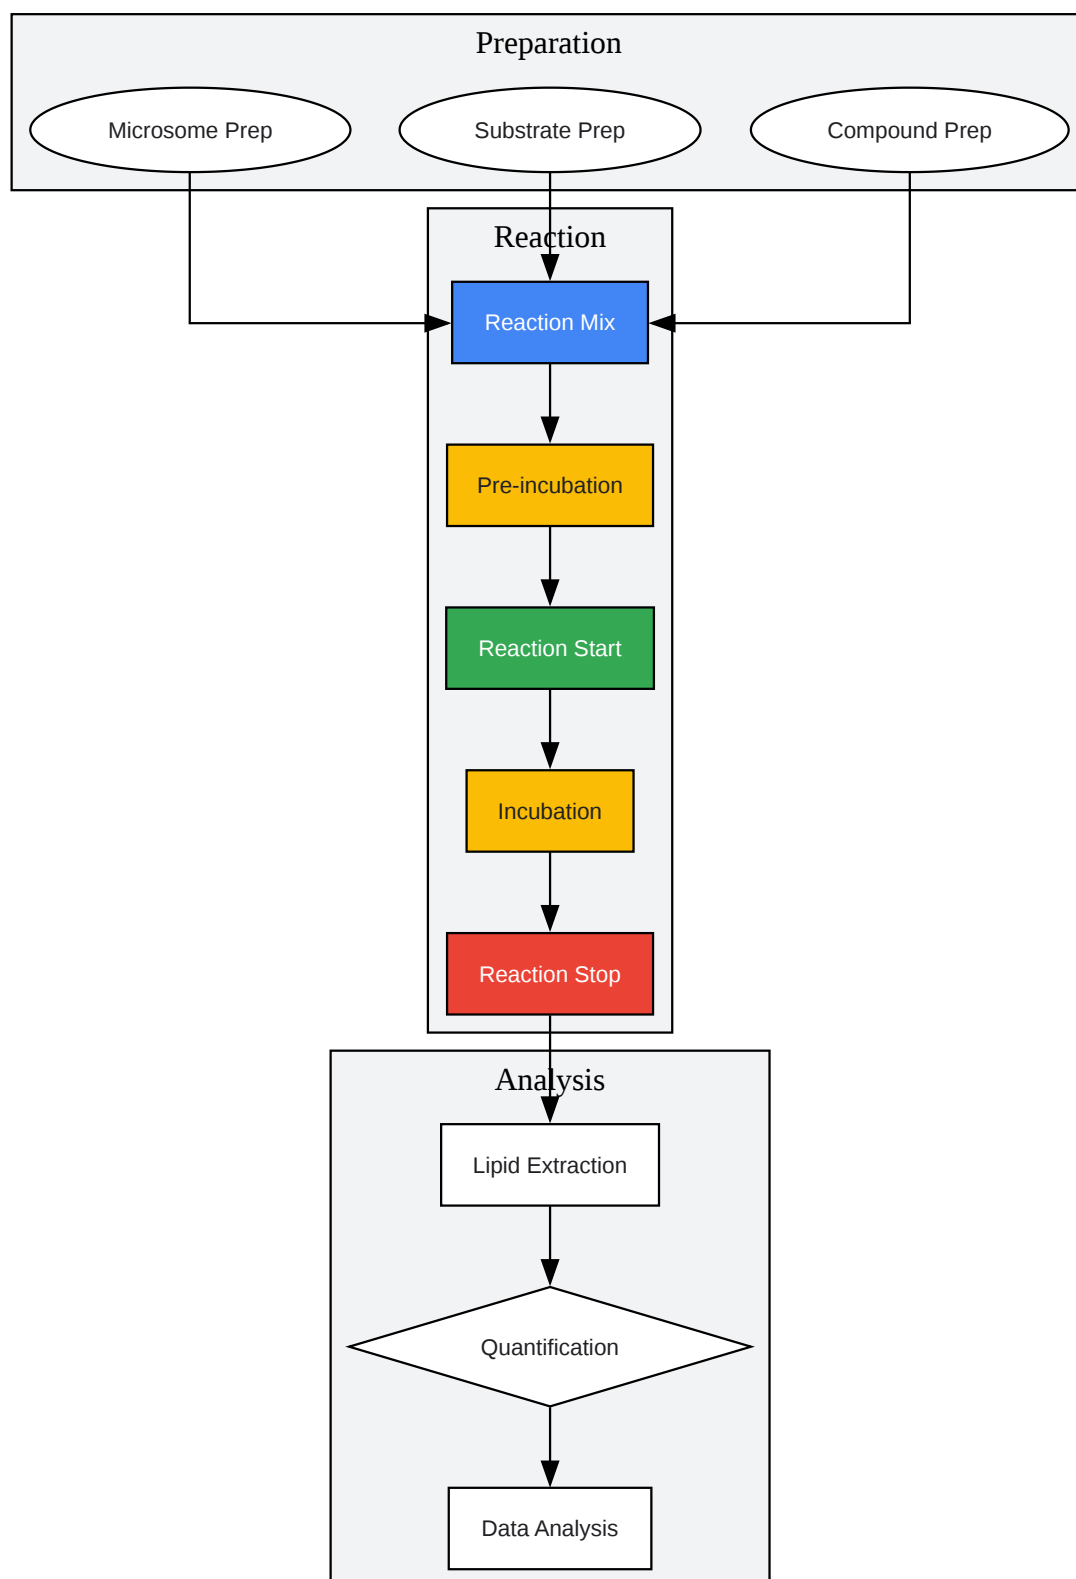 Preparation
Microsome Prep
Substrate Prep
Compound Prep
Reaction
Reaction Mix
Pre-incubation
Reaction Start
Incubation
Reaction Stop
Analysis
Lipid Extraction
Quantification
Data Analysis